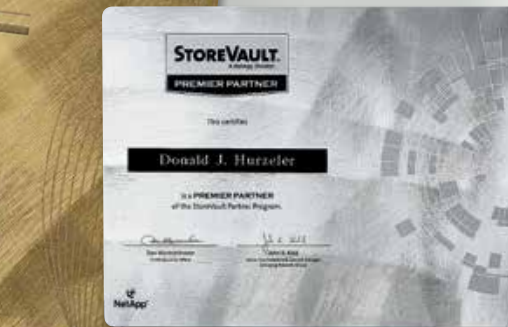 STOREVAULT.
PREMIER PARTNER
This certifies
Donald J. Hurzeler
is a PREMIER PARTNER
of the StoreVault Partner Program.
NetApp